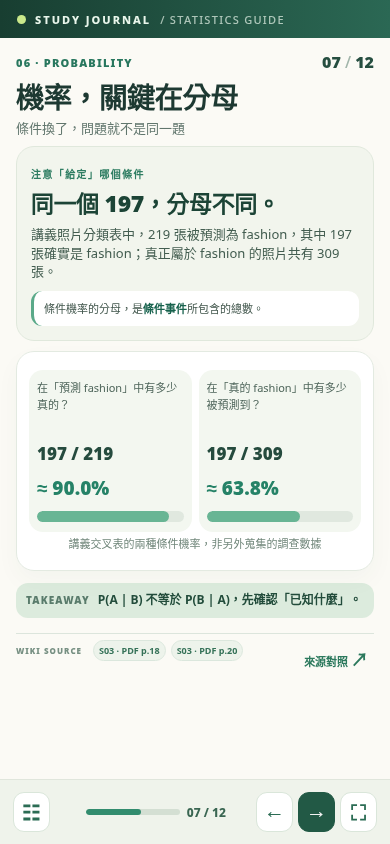 STUDY JOURNAL / STATISTICS GUIDE
06 · PROBABILITY
07 / 12
機率，關鍵在分母
條件換了，問題就不是同一題
注意「給定」哪個條件
同一個 197，分母不同。
講義照片分類表中，219 張被預測為 fashion，其中 197
張確實是 fashion；真正屬於 fashion 的照片共有 309
張。
條件機率的分母，是條件事件所包含的總數。
在「預測 fashion」中有多少
真的？
197 / 219
≈ 90.0%
在「真的 fashion」中有多少
被預測到？
197 / 309
≈ 63.8%
講義交叉表的兩種條件機率，非另外蒐集的調查數據
TAKEAWAY P(A | B) 不等於 P(B | A)，先確認「已知什麼」。
WIKI SOURCE S03 · PDF p.18 S03 · PDF p.20
來源對照 ↗
07 / 12
← →